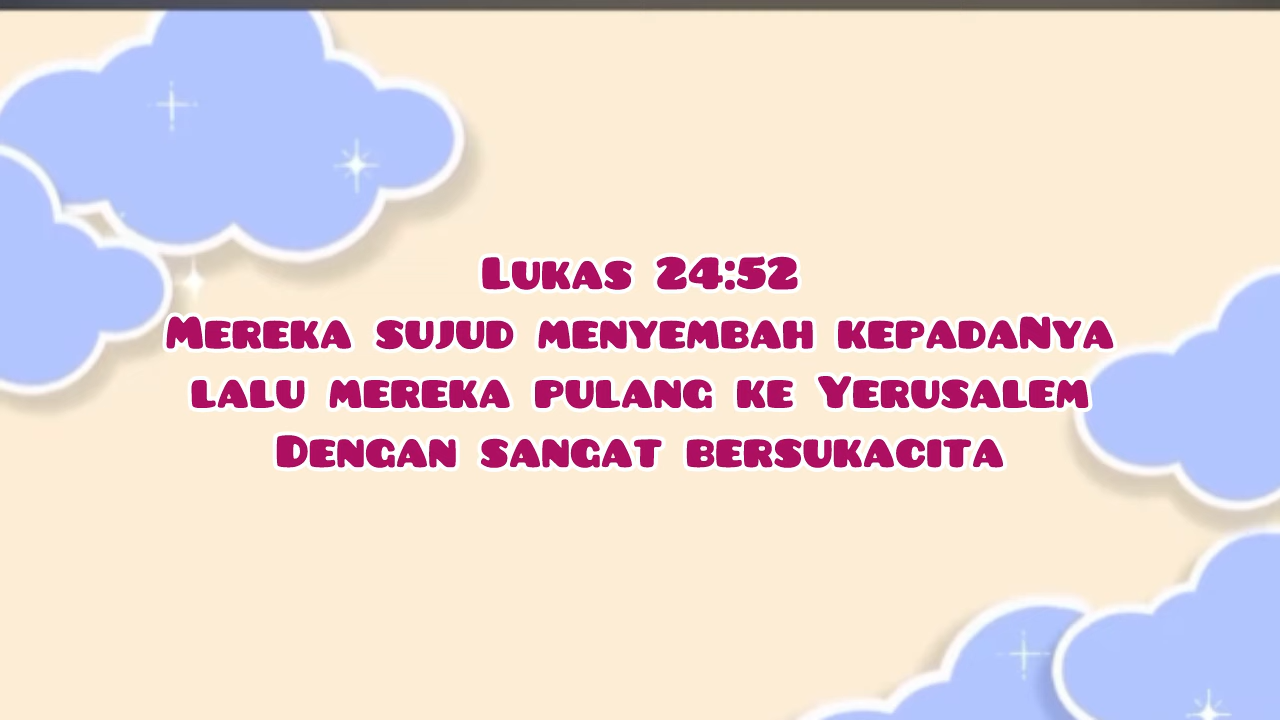 Lukas 24:52
Mereka sujud menyembah kepadaNya
lalu mereka pulang ke Yerusalem
Dengan sangat bersukacita